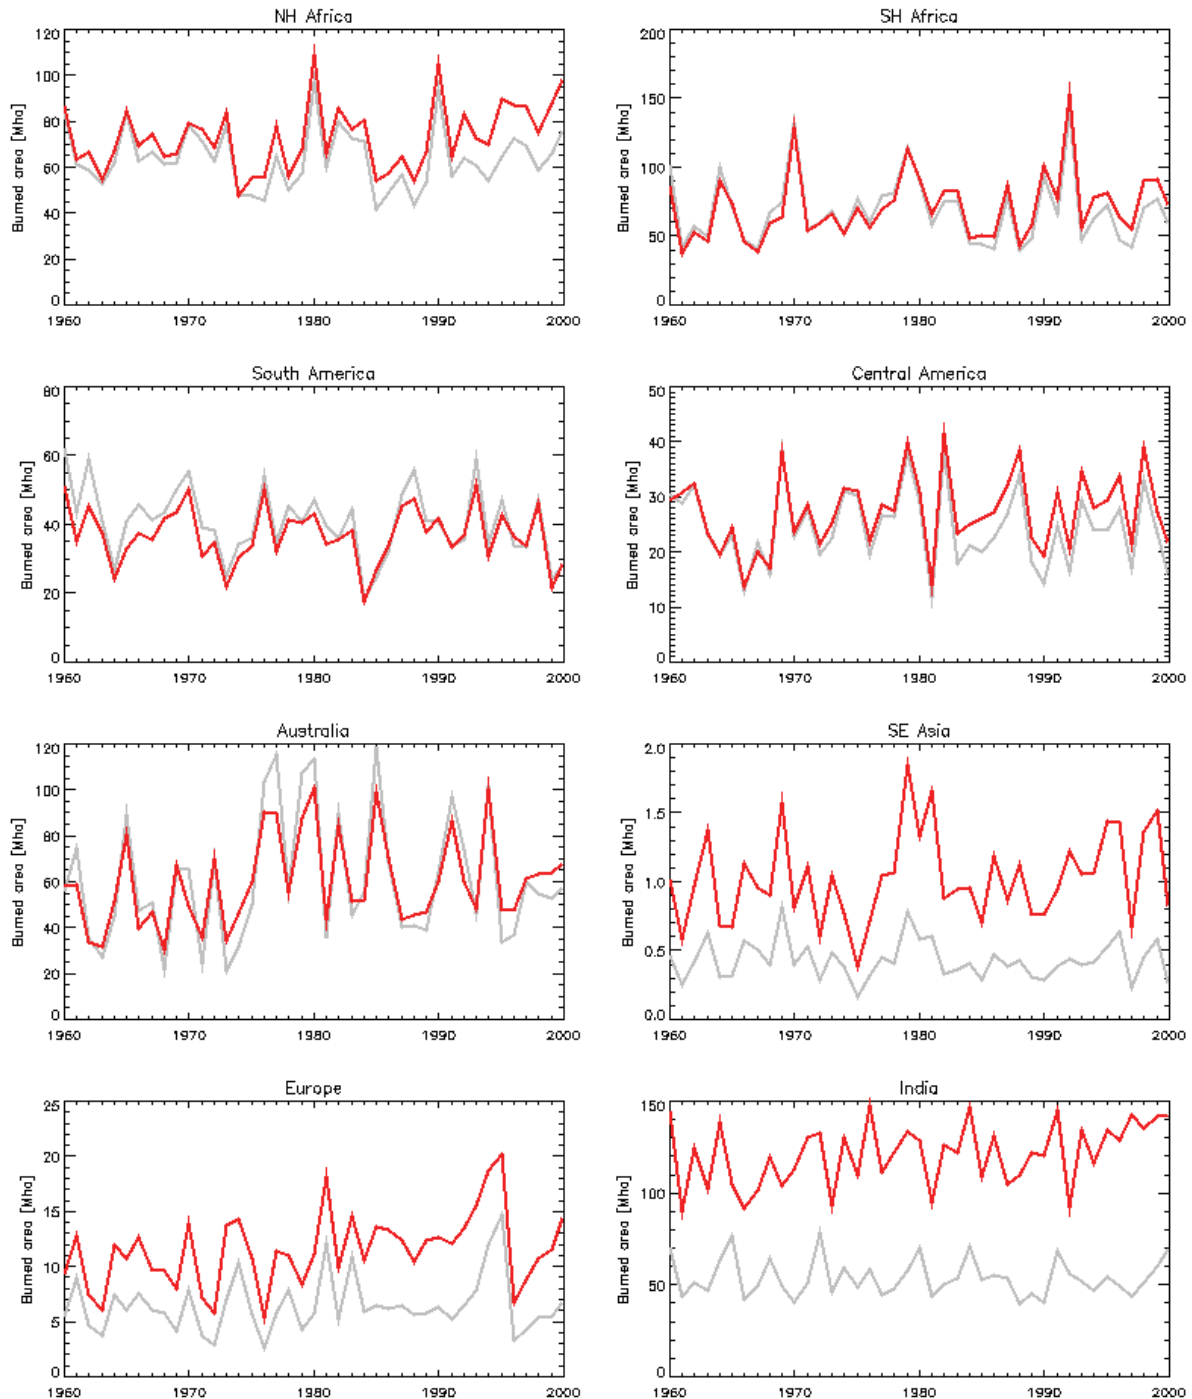 NH Africa
Burned area [Mha]
120
100
80
60
40
20
0
1960 1970 1980 1990 2000
SH Africa
Burned area [Mha]
200
150
100
50
0
1960 1970 1980 1990 2000
South America
Burned area [Mha]
80
60
40
20
0
1960 1970 1980 1990 2000
Central America
Burned area [Mha]
50
40
30
20
10
0
1960 1970 1980 1990 2000
Australia
Burned area [Mha]
120
100
80
60
40
20
0
1960 1970 1980 1990 2000
SE Asia
Burned area [Mha]
2.0
1.5
1.0
0.5
0.0
1960 1970 1980 1990 2000
Europe
Burned area [Mha]
25
20
15
10
5
0
1960 1970 1980 1990 2000
India
Burned area [Mha]
150
100
50
0
1960 1970 1980 1990 2000